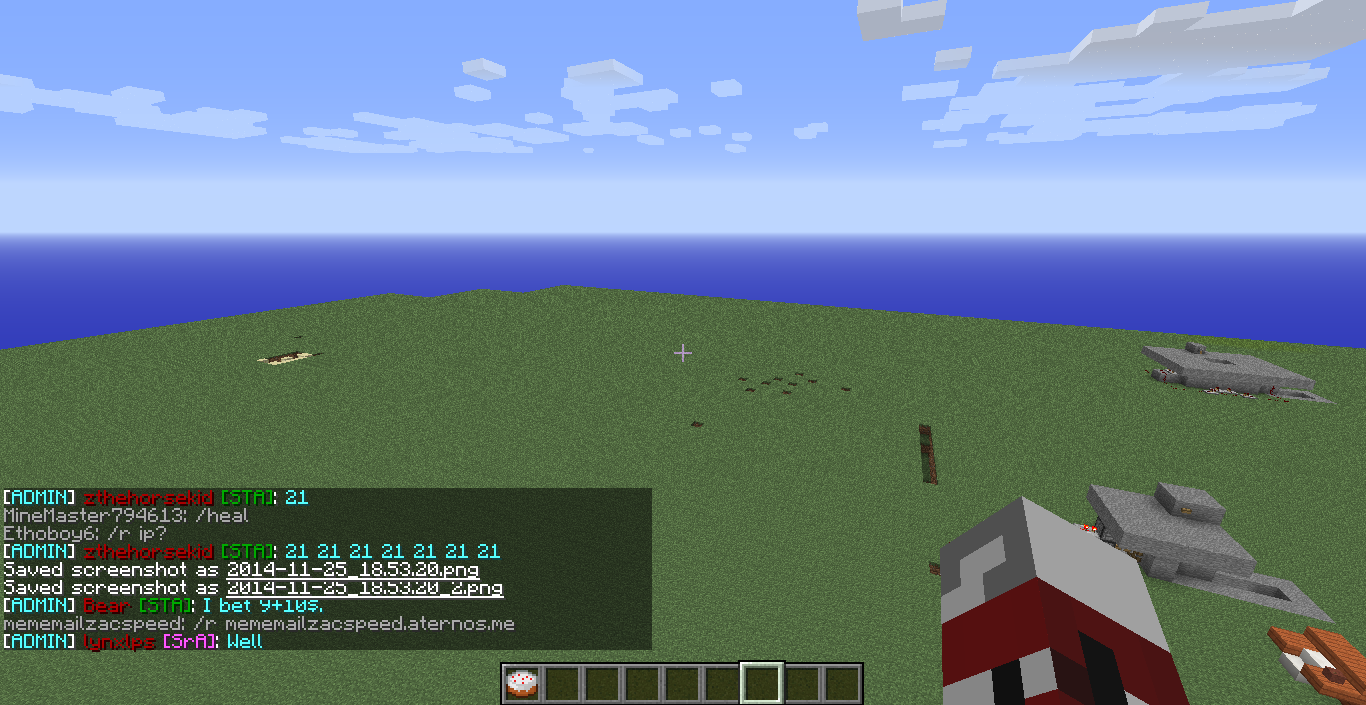 [ADMIN] zthehorsekid [STA]: 21
MineMaster794613: /heal
Ethoboy6: /r ip?
[ADMIN] zthehorsekid [STA]: 21 21 21 21 21 21 21
Saved screenshot as 2014-11-25_18.53.20.png
Saved screenshot as 2014-11-25_18.53.20_2.png
[ADMIN] Bear [STA]: I bet 9+10$.
mememailzacspeed: /r mememailzacspeed.aternos.me
[ADMIN] lynxlps [SrA]: Well